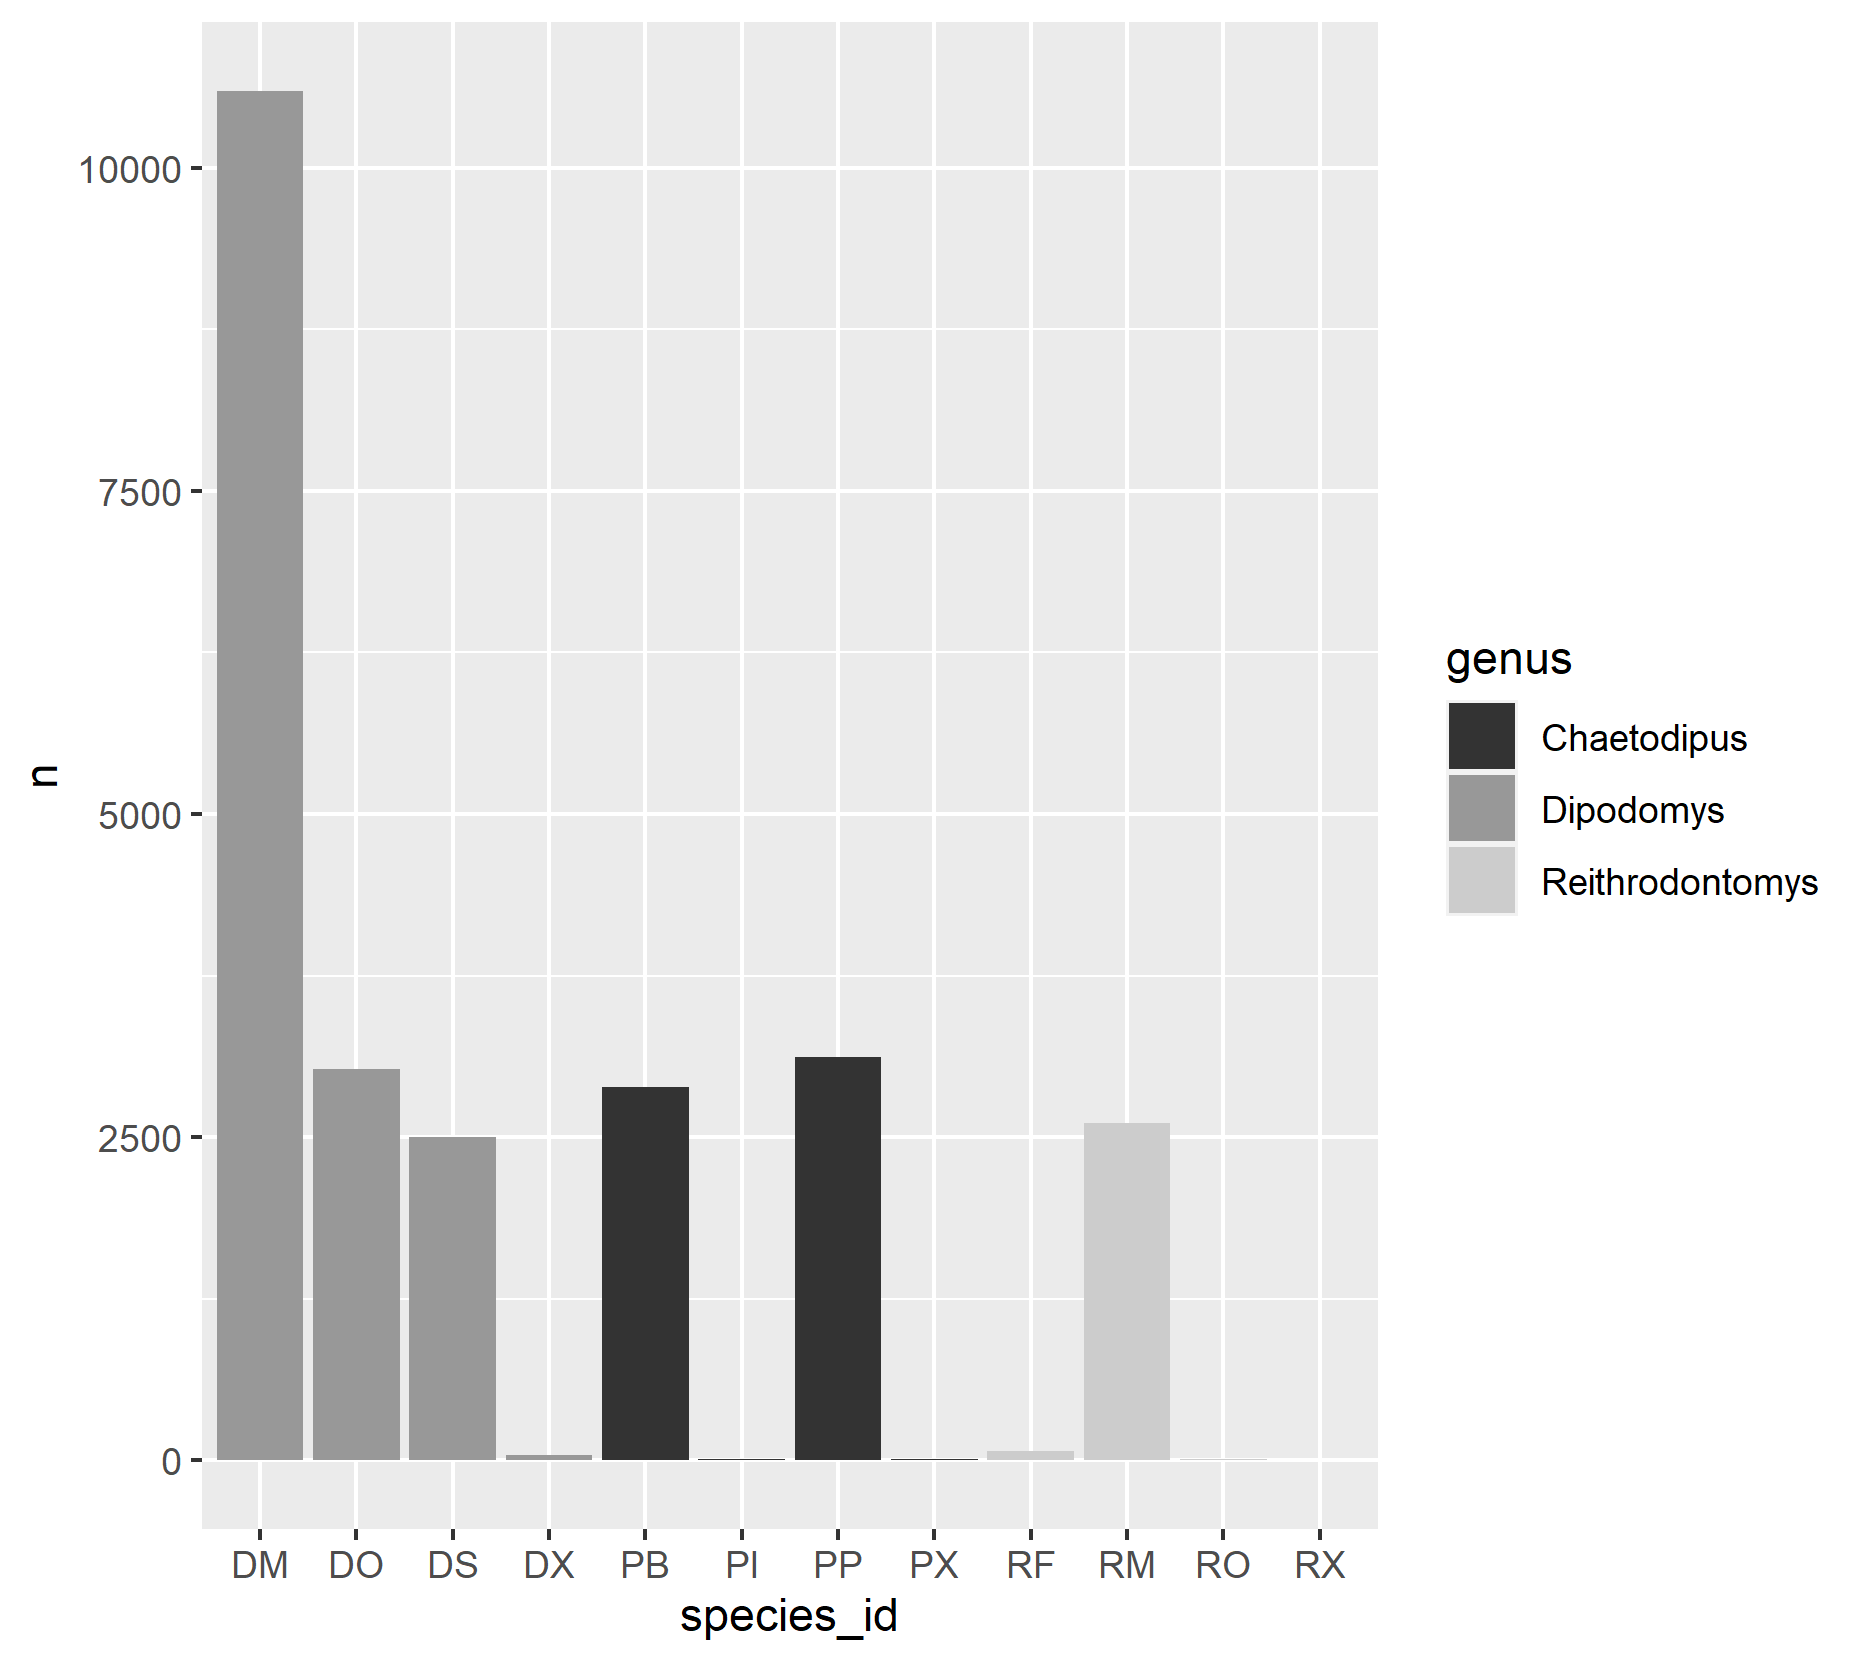 n
10000
7500
5000
2500
0
DM DO DS DX PB PI PP PX RF RM RO RX
species_id
genus
Chaetodipus
Dipodomys
Reithrodontomys